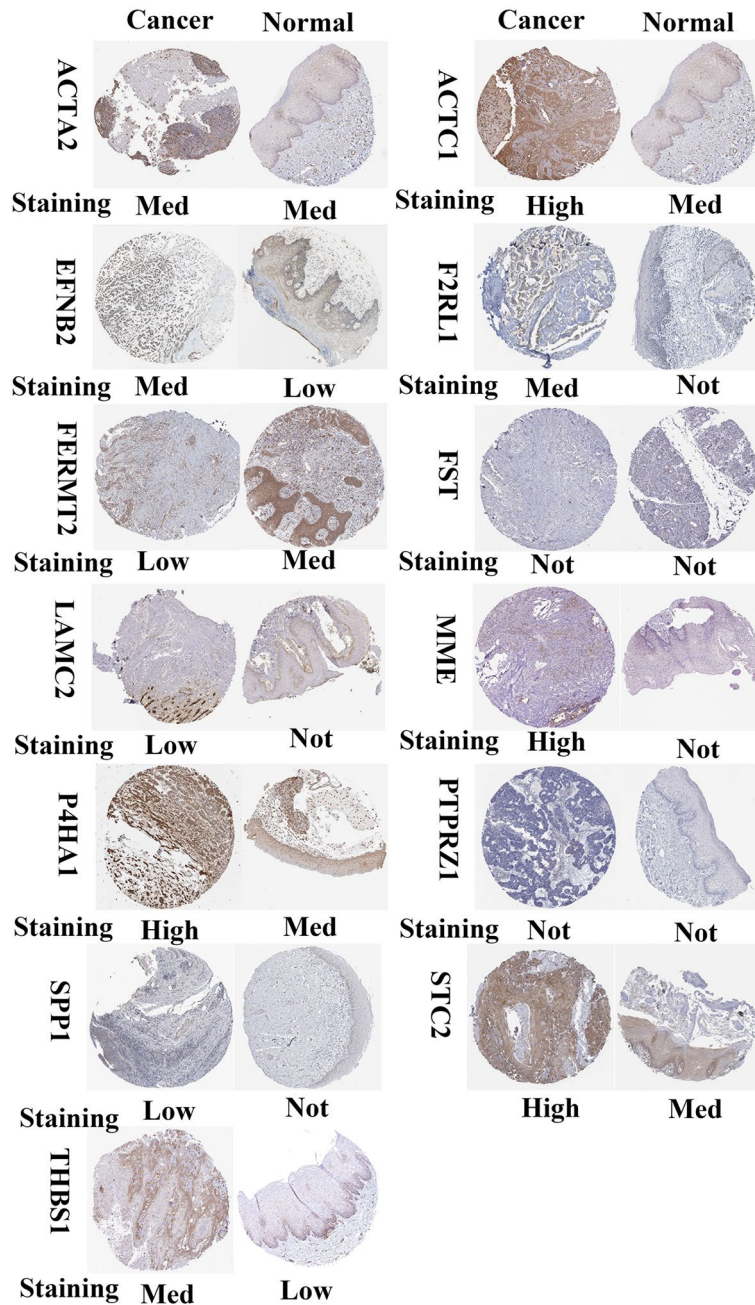 Cancer Normal Cancer Normal
ACTA2 ACTC1
Staining Med Med Staining High Med
EFNB2 F2RL1
Staining Med Low Staining Med Not
FERMT2 FST
Staining Low Med Staining Not Not
LAMC2 MME
Staining Low Not Staining High Not
P4HA1 PTPRZ1
Staining High Med Staining Not Not
SPP1 STC2
Staining Low Not High Med
THBS1
Staining Med Low